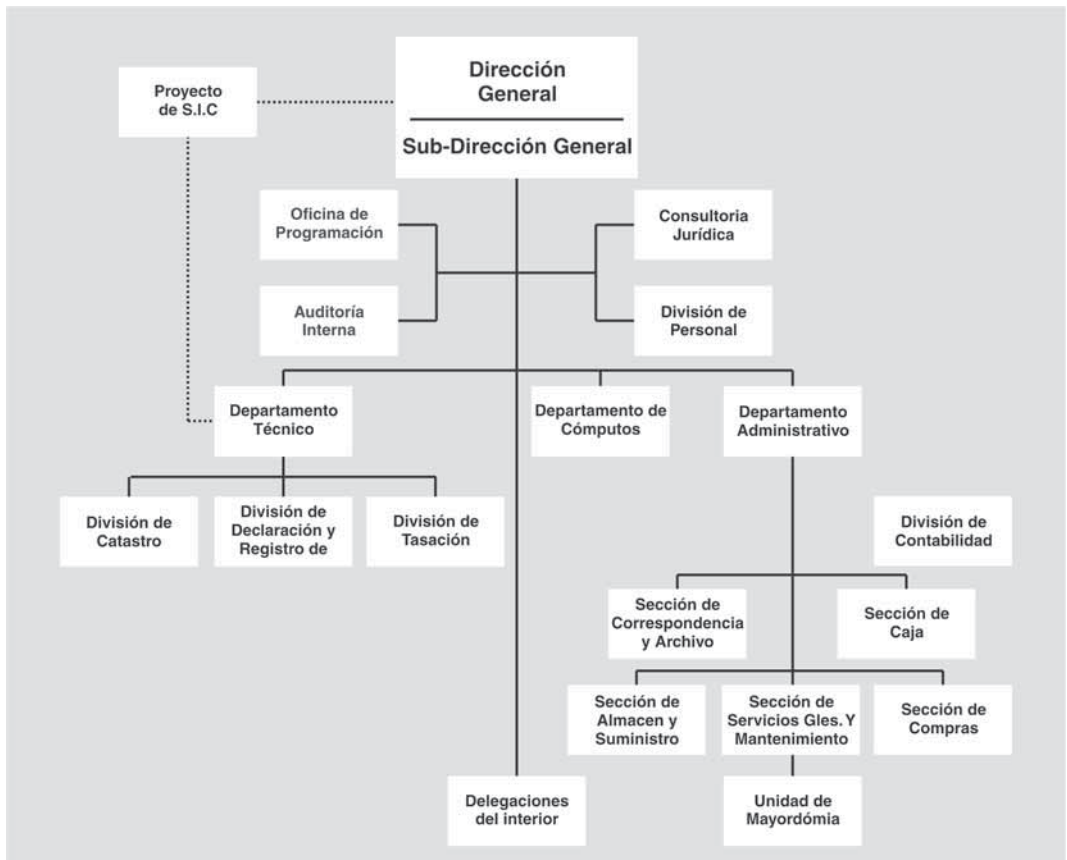 Dirección
General
Sub-Dirección General
Proyecto
de S.I.C
Oficina de
Programación
Consultoria
Jurídica
Auditoría
Interna
División de
Personal
Departamento
Técnico
Departamento de
Cómputos
Departamento
Administrativo
División de
Catastro
División de
Declaración y
Registro de
División de
Tasación
División de
Contabilidad
Sección de
Correspondencia
y Archivo
Sección de
Caja
Sección de
Almacen y
Suministro
Sección de
Servicios Gles. Y
Mantenimiento
Sección de
Compras
Delegaciones
del interior
Unidad de
Mayordómia